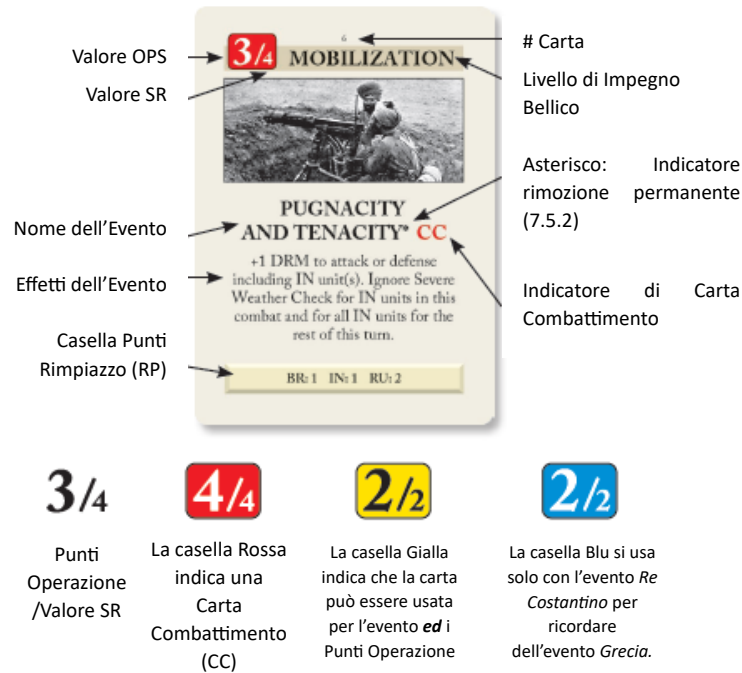 Valore OPS
Valore SR
Nome dell'Evento
Effetti dell'Evento
Casella Punti
Rimpiazzo (RP)
6
3/4 MOBILIZATION
PUGNACITY
AND TENACITY* CC
+1 DRM to attack or defense
including IN unit(s). Ignore Severe
Weather Check for IN units in this
combat and for all IN units for the
rest of this turn.
BR: 1 IN: 1 RU: 2
# Carta
Livello di Impegno
Bellico
Asterisco: Indicatore
rimozione permanente
(7.5.2)
Indicatore di Carta
Combattimento
3/4
Punti
Operazione
/Valore SR
4/4
La casella Rossa
indica una
Carta
Combattimento
(CC)
2/2
La casella Gialla
indica che la carta
può essere usata
per l'evento ed i
Punti Operazione
2/2
La casella Blu si usa
solo con l'evento Re
Costantino per
ricordare
dell'evento Grecia.